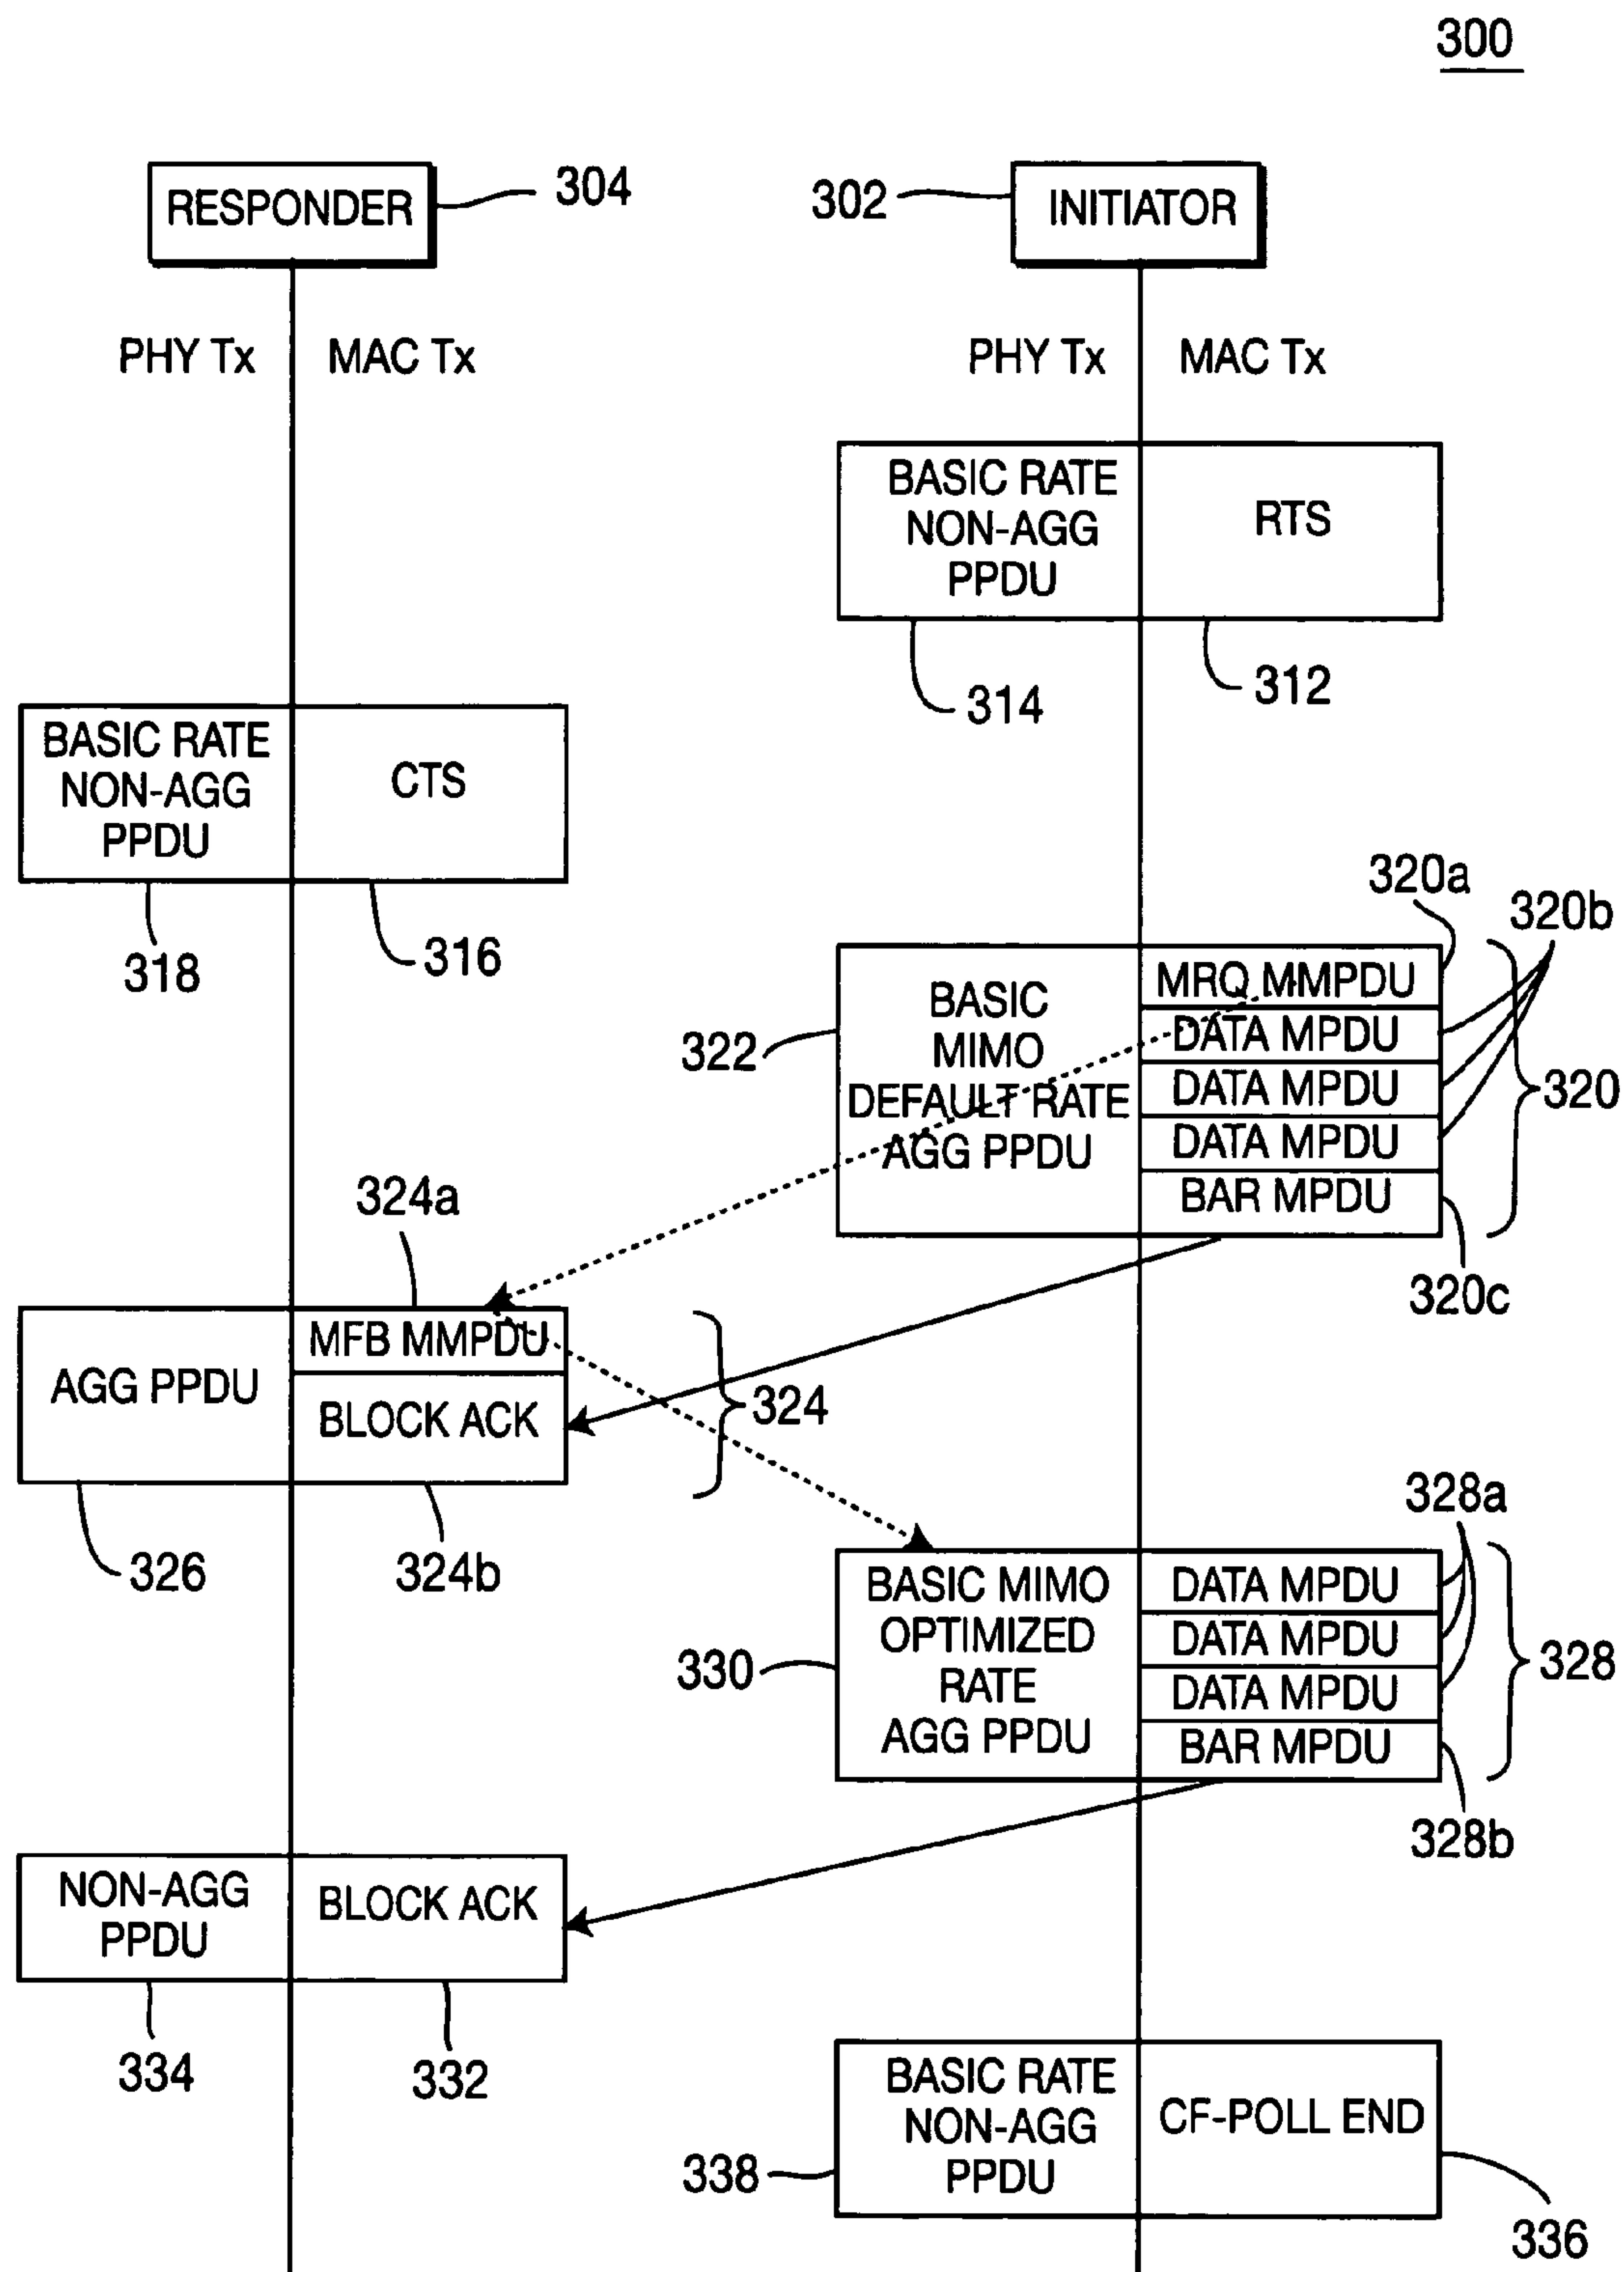 300
RESPONDER
304
302
INITIATOR
PHY Tx
MAC Tx
PHY Tx
MAC Tx
BASIC RATE
NON-AGG
PPDU
RTS
314
312
BASIC RATE
NON-AGG
PPDU
CTS
318
316
320a
320b
322
BASIC
MIMO
DEFAULT RATE
AGG PPDU
MRQ MMPDU
DATA MPDU
DATA MPDU
DATA MPDU
BAR MPDU
320
320c
324a
AGG PPDU
MFB MMPDU
BLOCK ACK
324
326
324b
328a
330
BASIC MIMO
OPTIMIZED
RATE
AGG PPDU
DATA MPDU
DATA MPDU
DATA MPDU
BAR MPDU
328
328b
NON-AGG
PPDU
BLOCK ACK
334
332
BASIC RATE
NON-AGG
PPDU
CF-POLL END
338
336